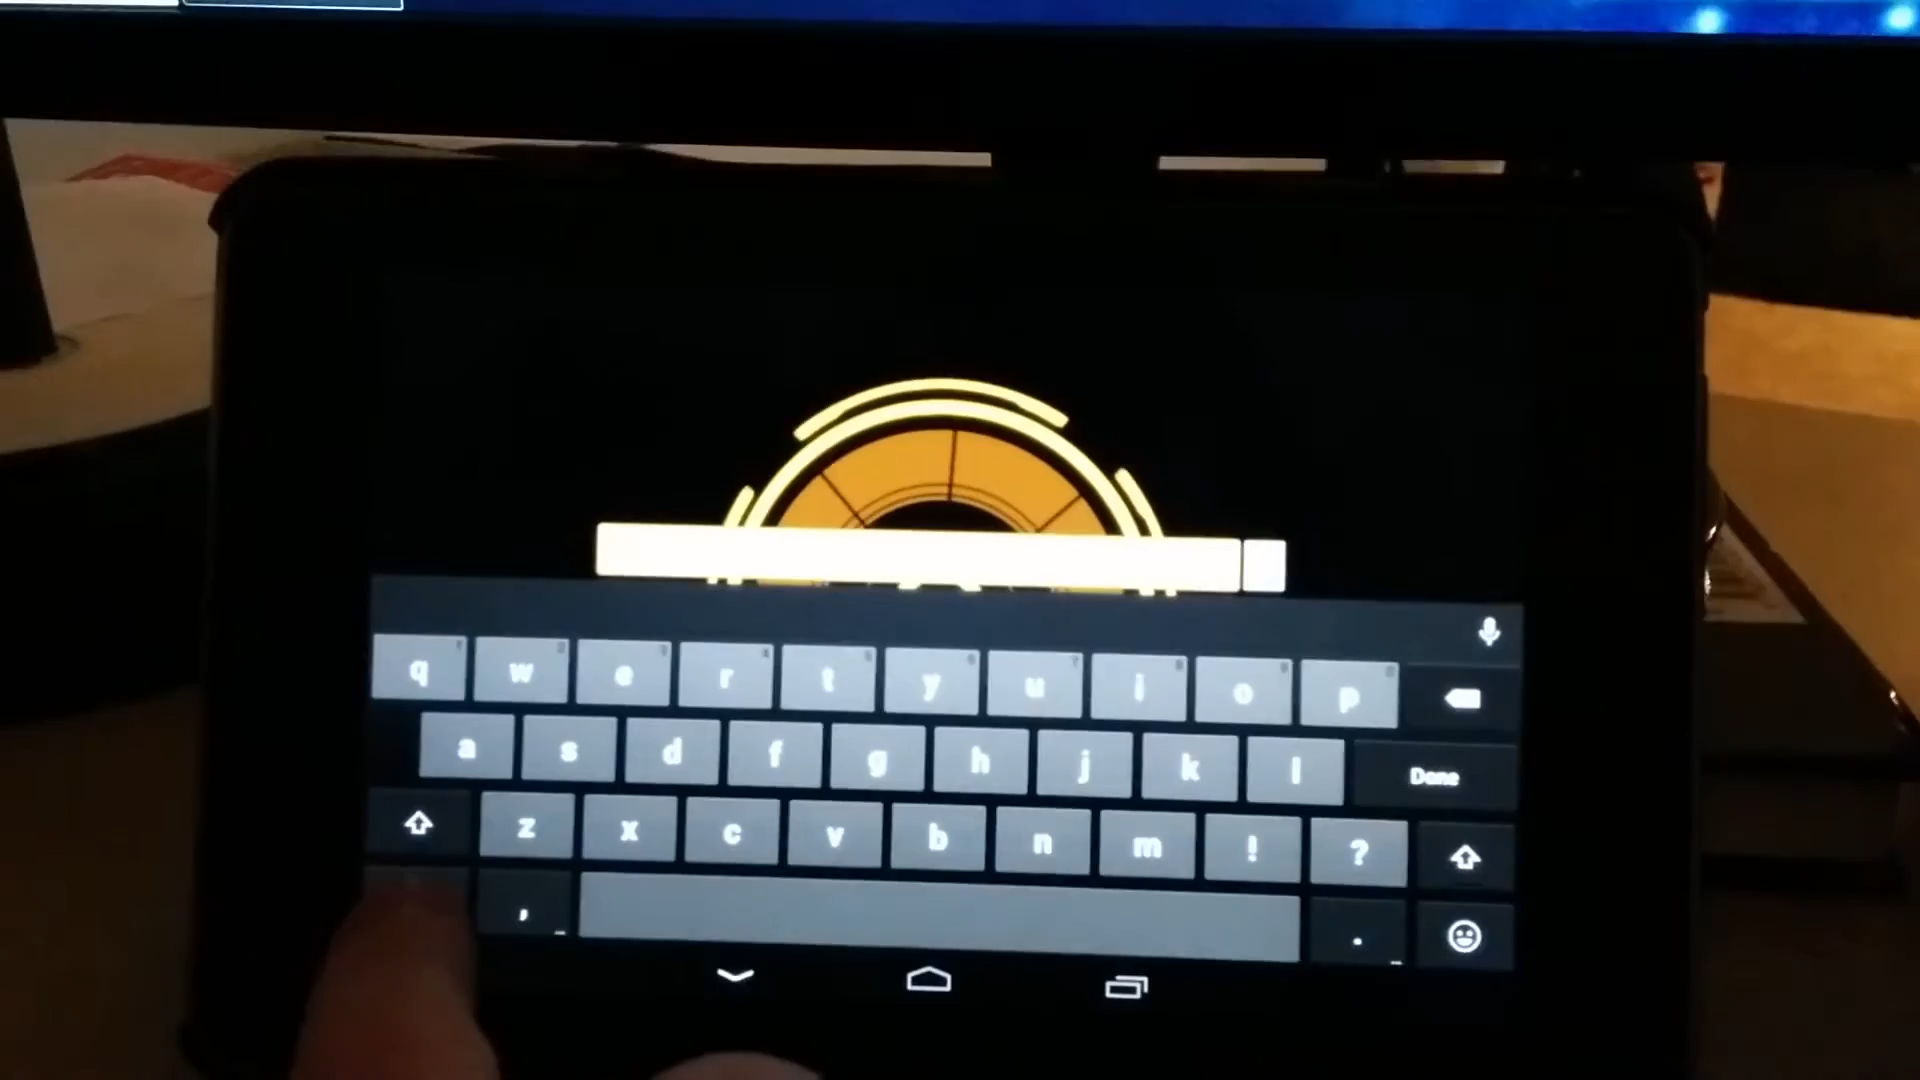 q w e r t y u i o p
a s d f g h j k l Done
z x c v b n m ! ?
, .